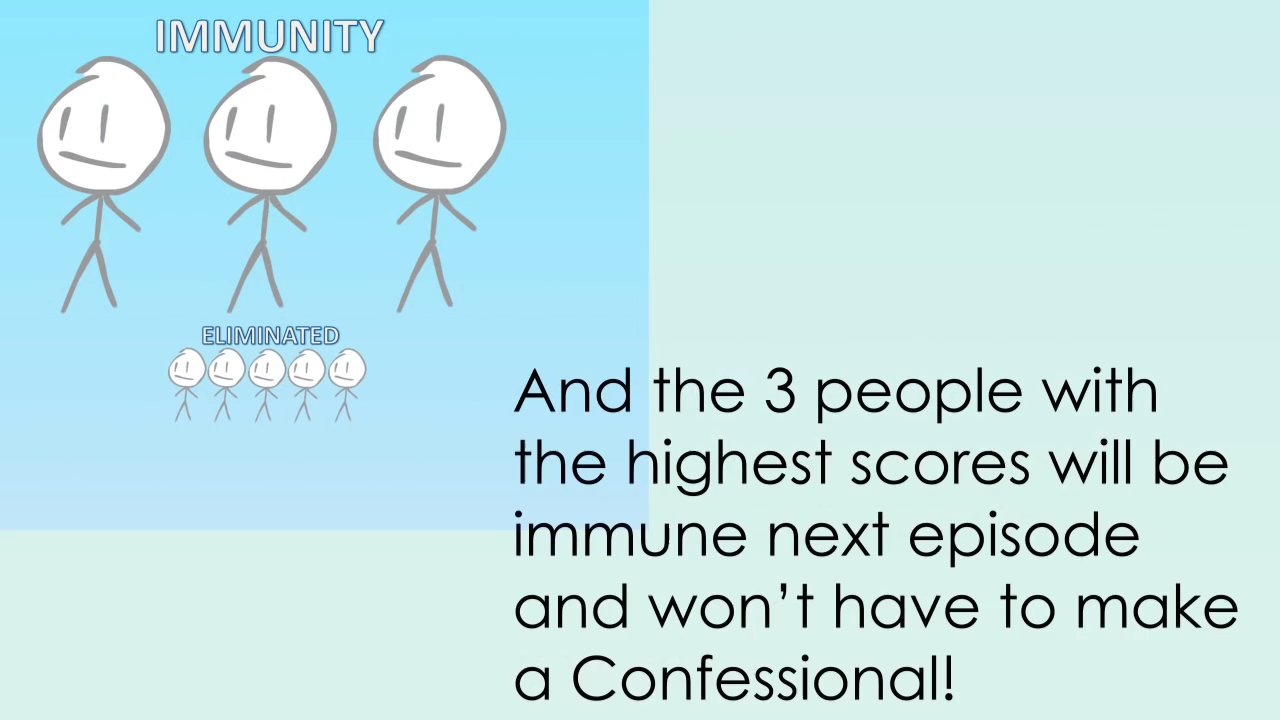 IMMUNITY
ELIMINATED
And the 3 people with
the highest scores will be
immune next episode
and won’t have to make
a Confessional!